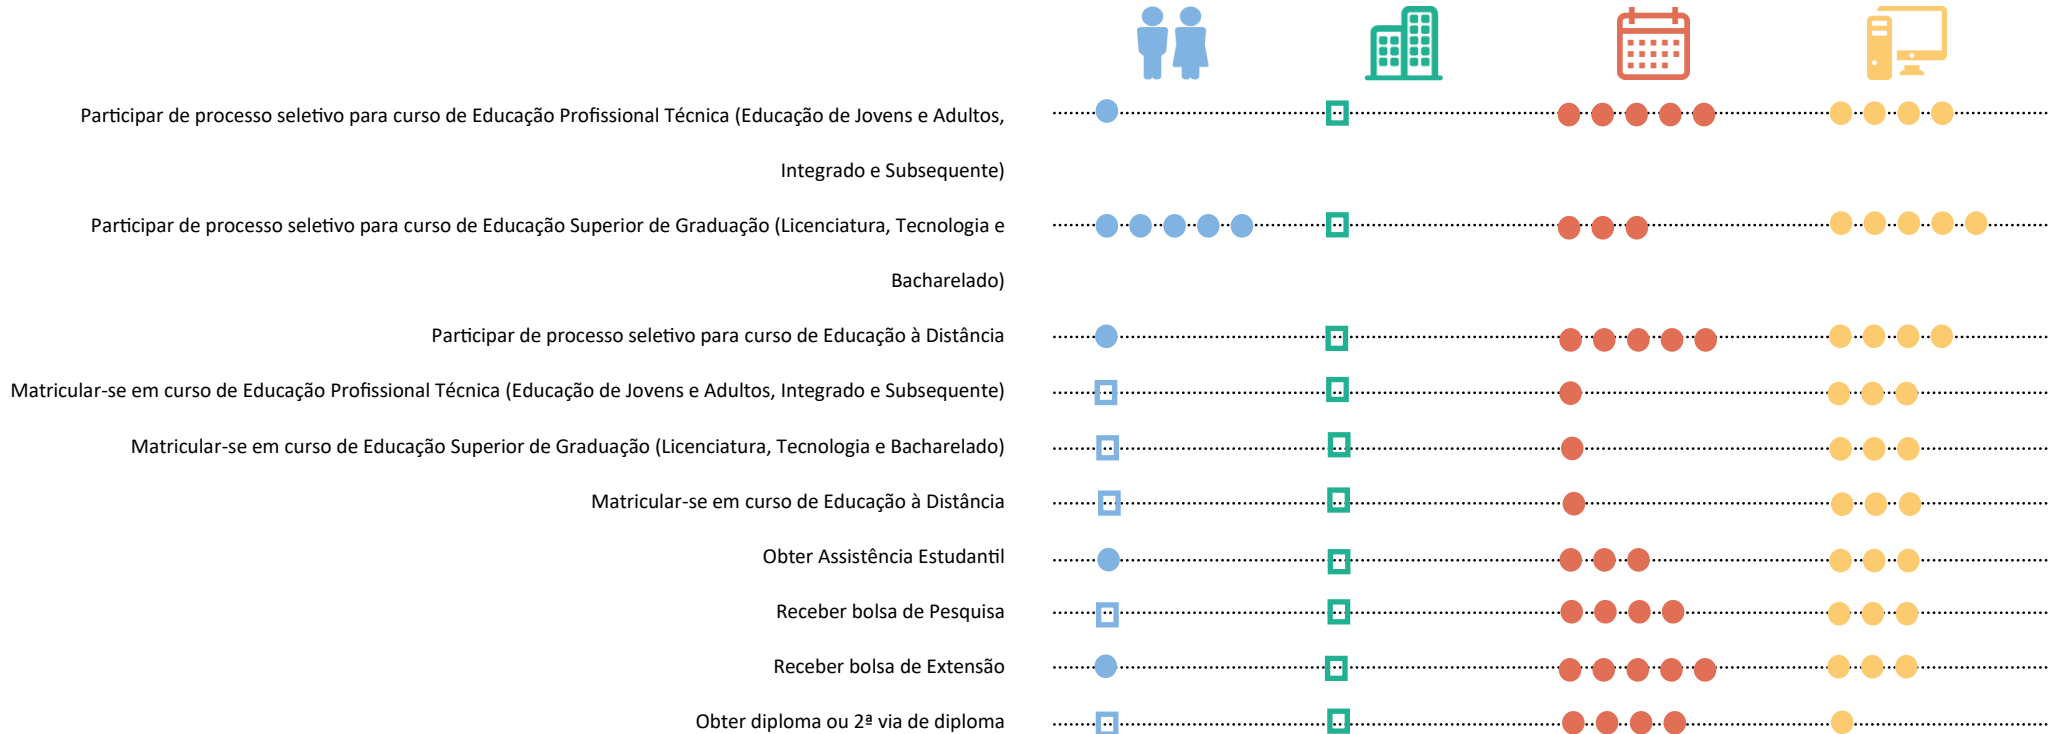 Participar de processo seletivo para curso de Educação Profissional Técnica (Educação de Jovens e Adultos,
Integrado e Subsequente)
Participar de processo seletivo para curso de Educação Superior de Graduação (Licenciatura, Tecnologia e
Bacharelado)
Participar de processo seletivo para curso de Educação à Distância
Matricular-se em curso de Educação Profissional Técnica (Educação de Jovens e Adultos, Integrado e Subsequente)
Matricular-se em curso de Educação Superior de Graduação (Licenciatura, Tecnologia e Bacharelado)
Matricular-se em curso de Educação à Distância
Obter Assistência Estudantil
Receber bolsa de Pesquisa
Receber bolsa de Extensão
Obter diploma ou 2ª via de diploma